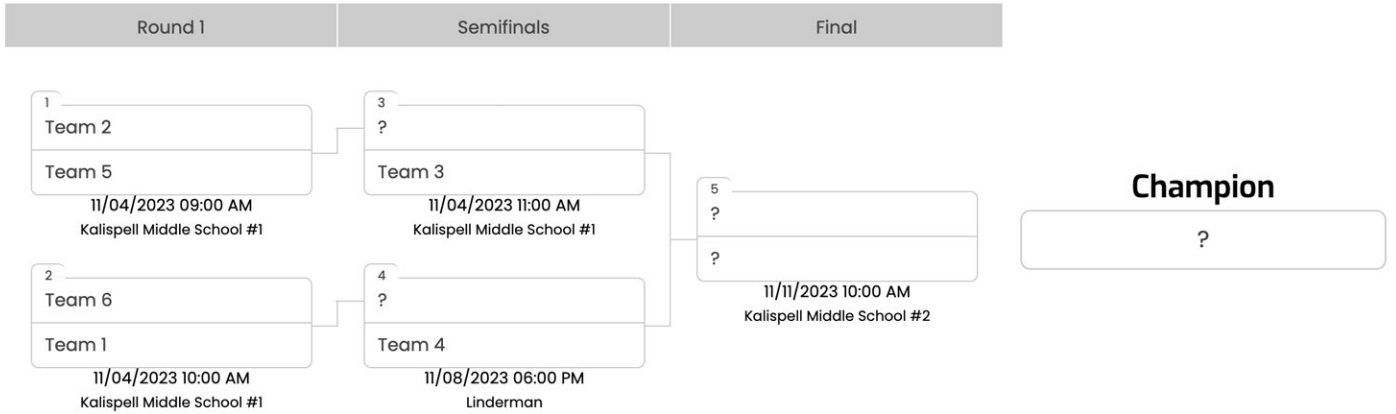 Round 1
Semifinals
Final
1
Team 2
Team 5
11/04/2023 09:00 AM
Kalispell Middle School #1
2
Team 6
Team 1
11/04/2023 10:00 AM
Kalispell Middle School #1
3
?
Team 3
11/04/2023 11:00 AM
Kalispell Middle School #1
4
?
Team 4
11/08/2023 06:00 PM
Linderman
5
?
?
11/11/2023 10:00 AM
Kalispell Middle School #2
Champion
?